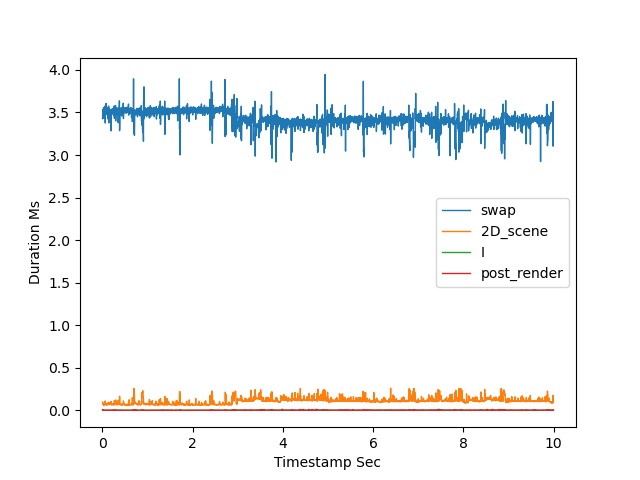 4.0
3.5
3.0
2.5
2.0
1.5
1.0
0.5
0.0
Duration Ms
swap
2D_scene
I
post_render
0 2 4 6 8 10
Timestamp Sec